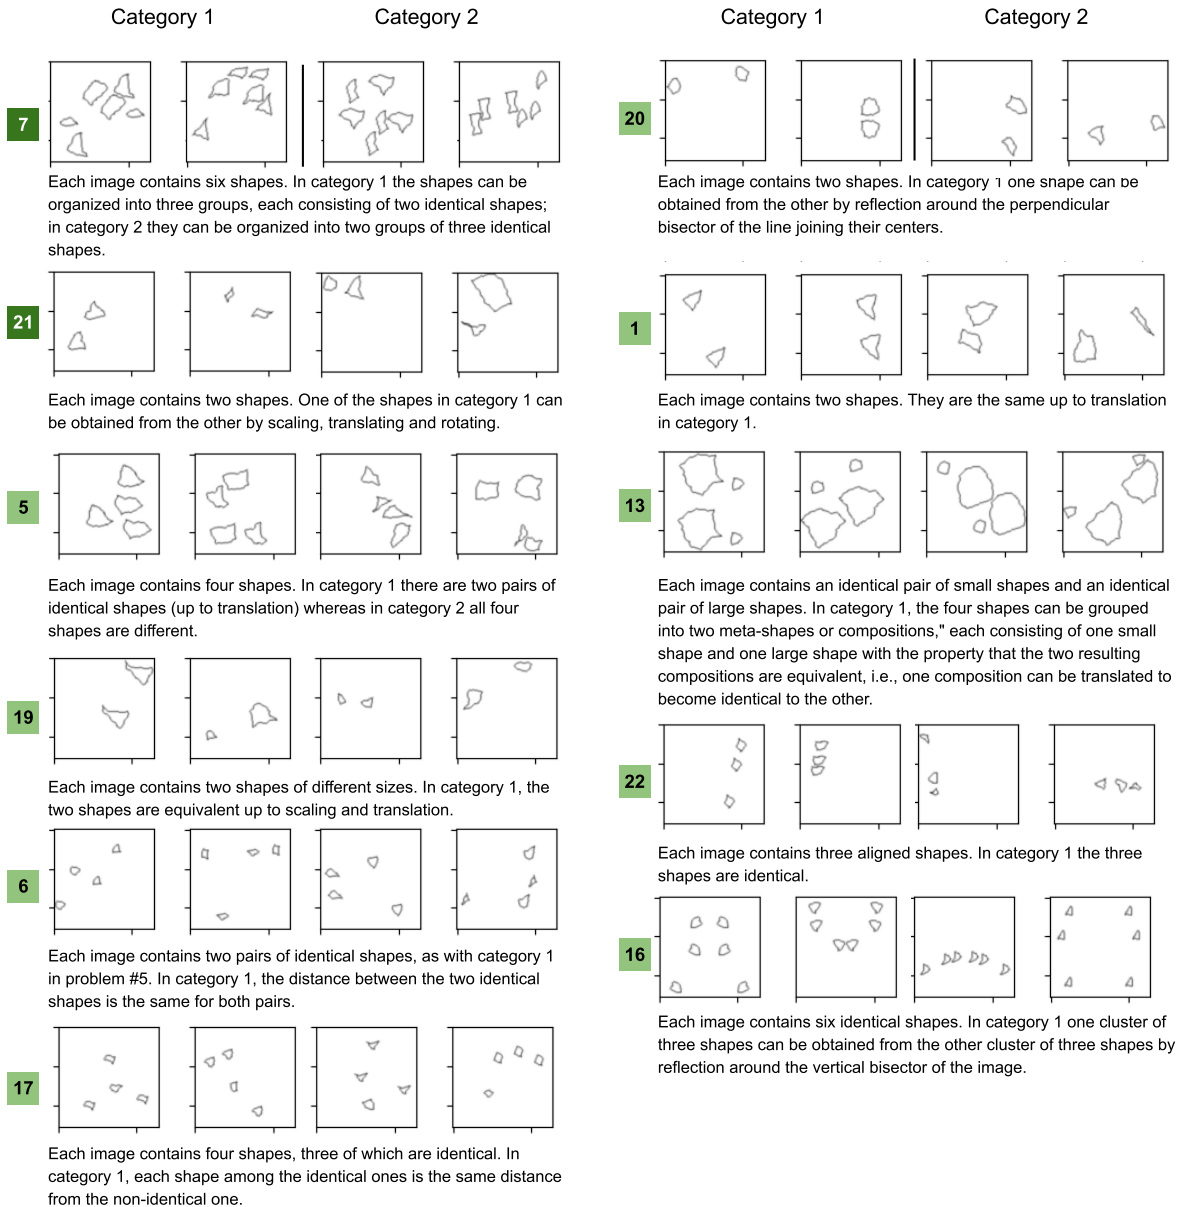 Category 1
Category 2
7
Each image contains six shapes. In category 1 the shapes can be
organized into three groups, each consisting of two identical shapes;
in category 2 they can be organized into two groups of three identical
shapes.
21
Each image contains two shapes. One of the shapes in category 1 can
be obtained from the other by scaling, translating and rotating.
5
Each image contains four shapes. In category 1 there are two pairs of
identical shapes (up to translation) whereas in category 2 all four
shapes are different.
19
Each image contains two shapes of different sizes. In category 1, the
two shapes are equivalent up to scaling and translation.
6
Each image contains two pairs of identical shapes, as with category 1
in problem #5. In category 1, the distance between the two identical
shapes is the same for both pairs.
17
Each image contains four shapes, three of which are identical. In
category 1, each shape among the identical ones is the same distance
from the non-identical one.
Category 1
Category 2
20
Each image contains two shapes. In category 1 one shape can be
obtained from the other by reflection around the perpendicular
bisector of the line joining their centers.
1
Each image contains two shapes. They are the same up to translation
in category 1.
13
Each image contains an identical pair of small shapes and an identical
pair of large shapes. In category 1, the four shapes can be grouped
into two meta-shapes or compositions," each consisting of one small
shape and one large shape with the property that the two resulting
compositions are equivalent, i.e., one composition can be translated to
become identical to the other.
22
Each image contains three aligned shapes. In category 1 the three
shapes are identical.
16
Each image contains six identical shapes. In category 1 one cluster of
three shapes can be obtained from the other cluster of three shapes by
reflection around the vertical bisector of the image.